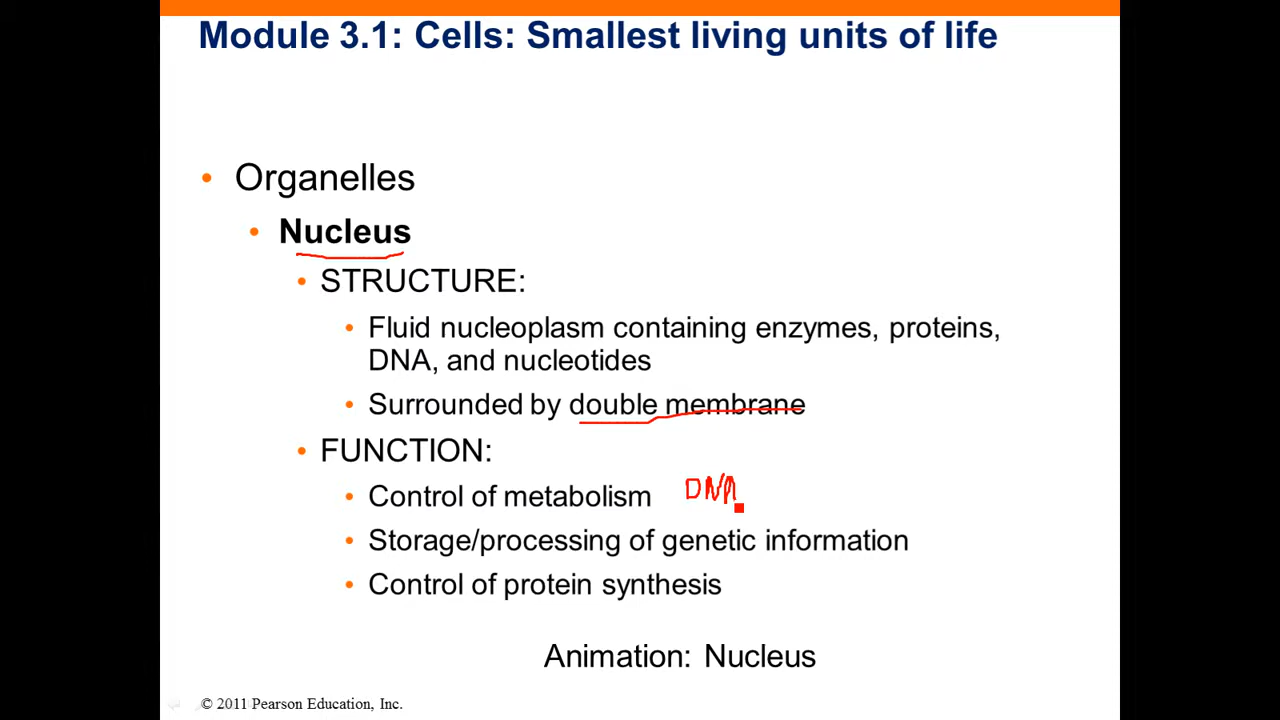 Module 3.1: Cells: Smallest living units of life
• Organelles
• Nucleus
• STRUCTURE:
• Fluid nucleoplasm containing enzymes, proteins,
DNA, and nucleotides
• Surrounded by double membrane
• FUNCTION:
• Control of metabolism DNA
• Storage/processing of genetic information
• Control of protein synthesis
Animation: Nucleus
© 2011 Pearson Education, Inc.